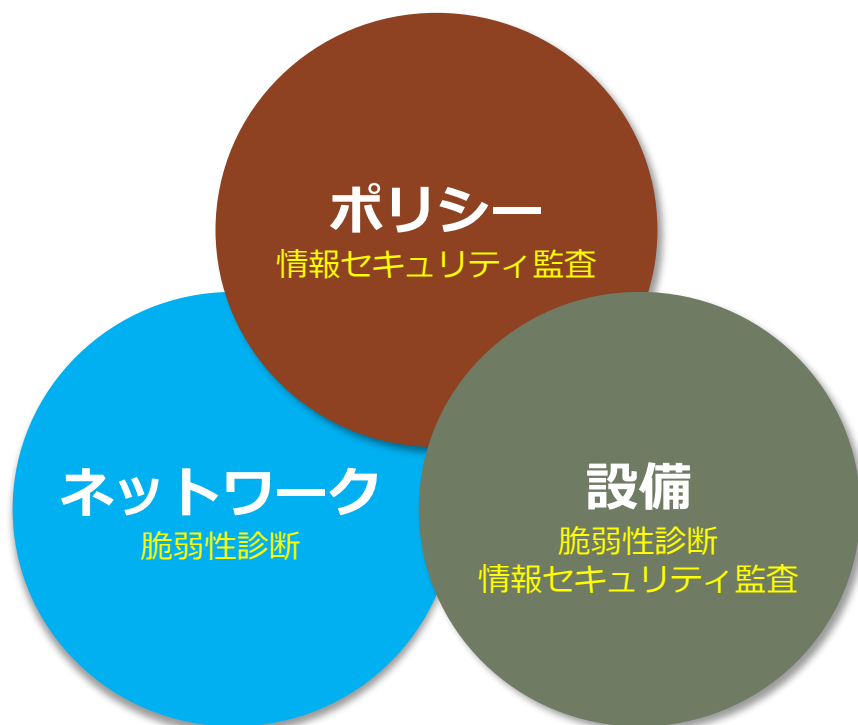 ポリシー
情報セキュリティ監査
ネットワーク
脆弱性診断
設備
脆弱性診断
情報セキュリティ監査